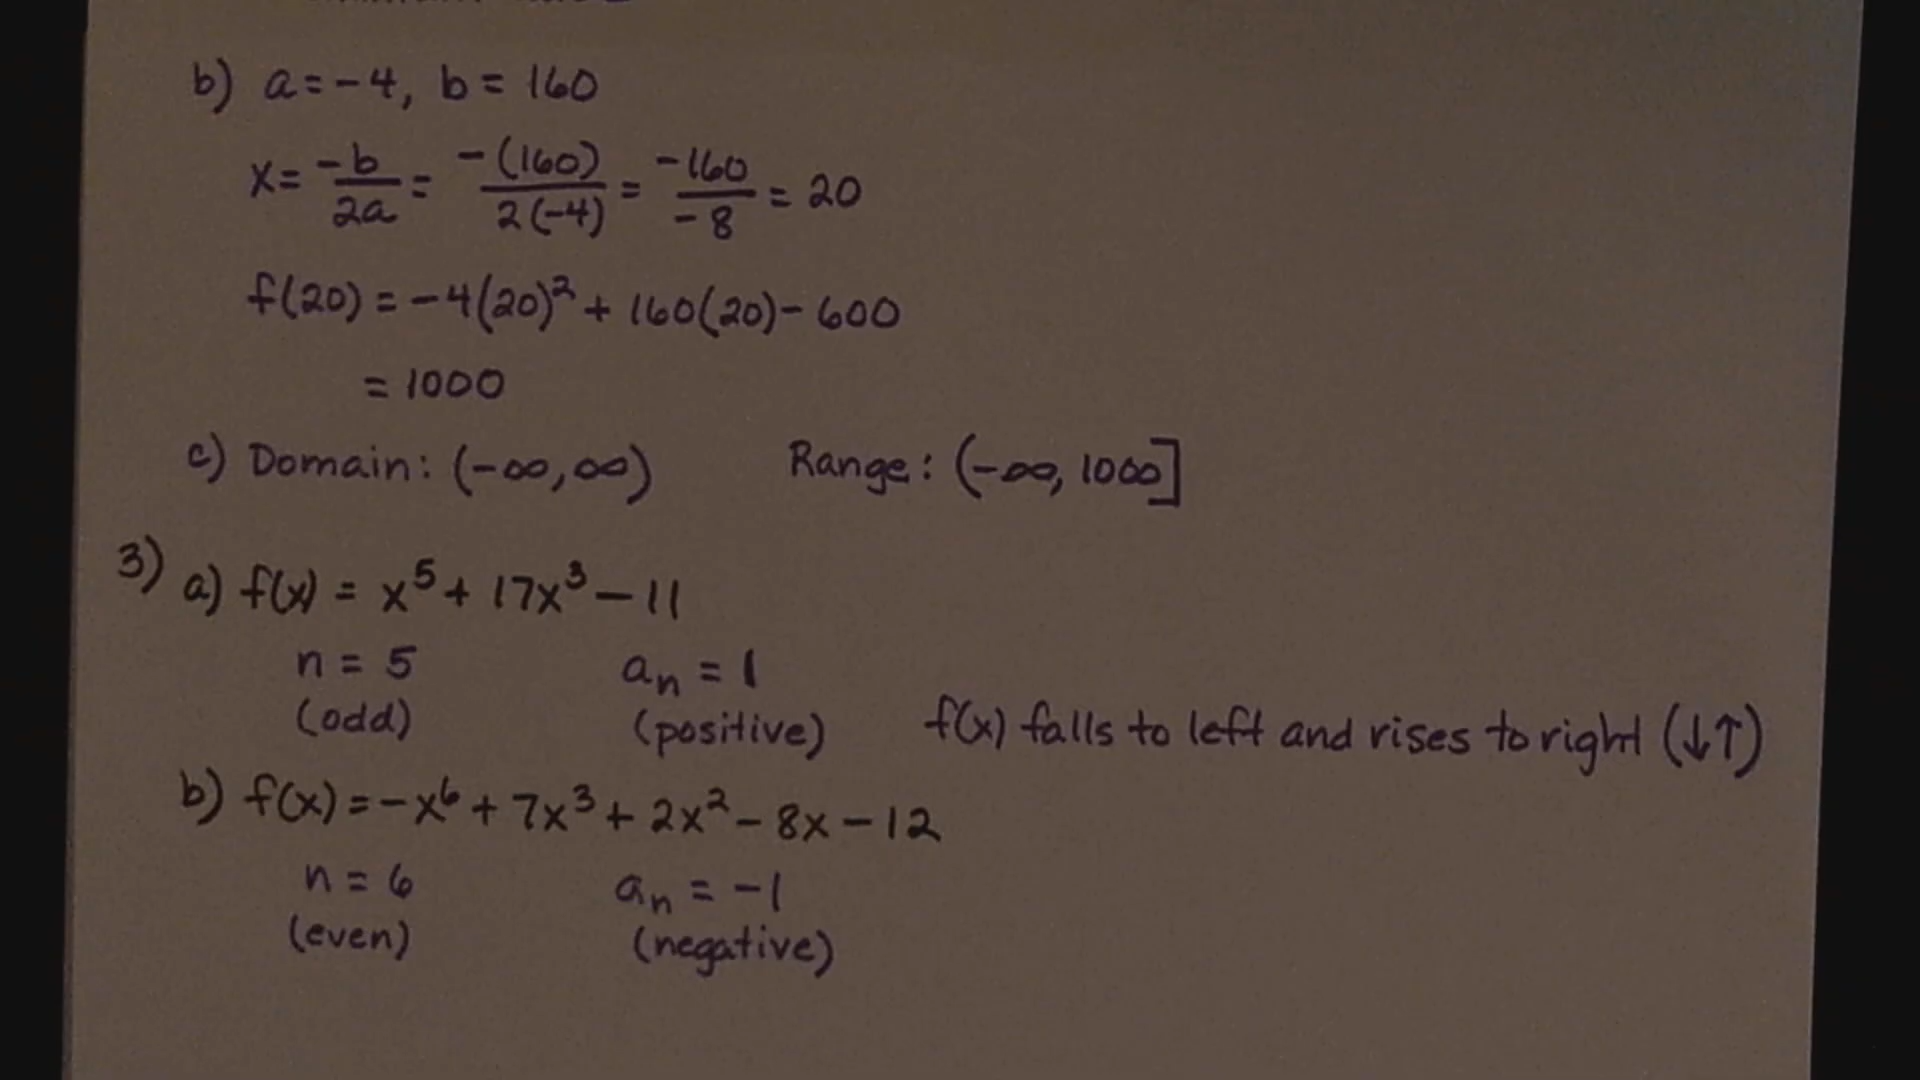 b) a = -4, b = 160
x = -b/2a = -(160)/2(-4) = -160/-8 = 20
f(20) = -4(20)² + 160(20) - 600
= 1000
c) Domain: (-∞, ∞) Range: (-∞, 1000]
3) a) f(x) = x⁵ + 17x³ - 11
n = 5 aₙ = 1
(odd) (positive) f(x) falls to left and rises to right (↓↑)
b) f(x) = -x⁶ + 7x³ + 2x² - 8x - 12
n = 6 aₙ = -1
(even) (negative)